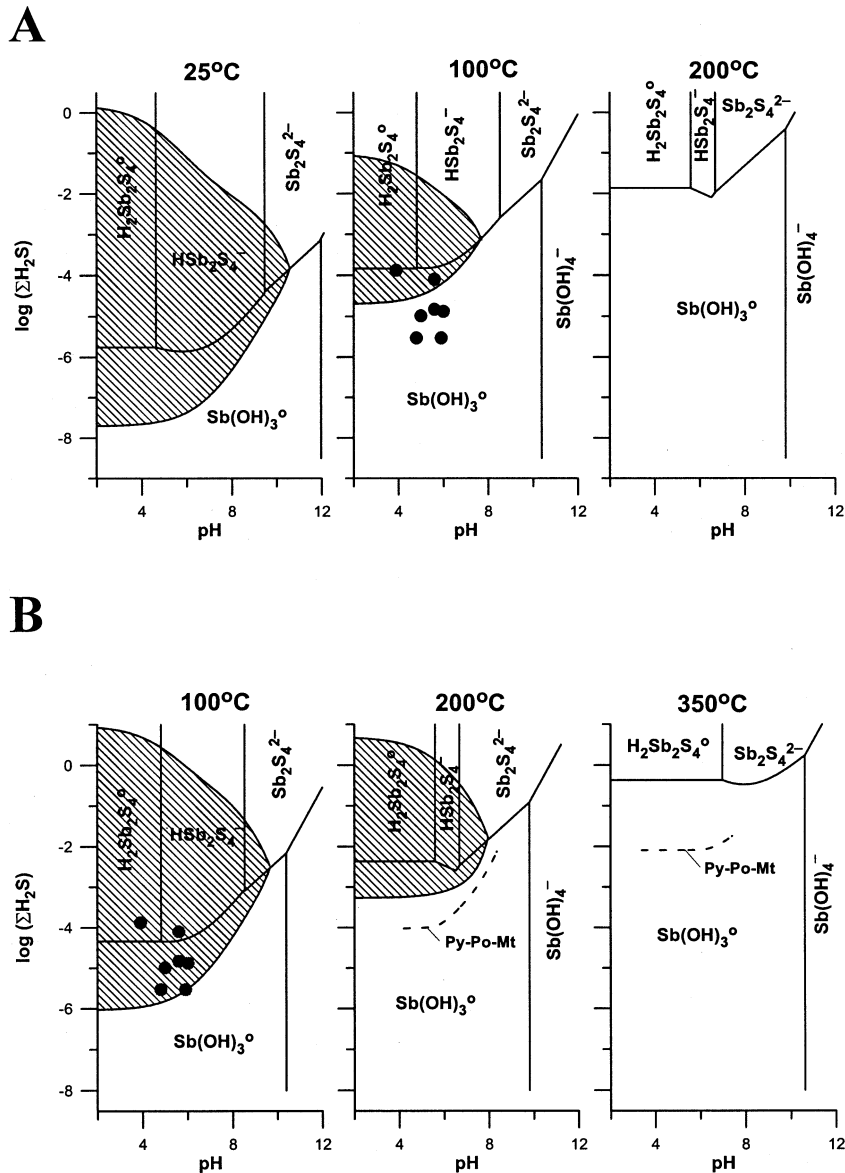 A
25°C
100°C
200°C
log (ΣH₂S)
0
-2
-4
-6
-8
H₂Sb₂S₄°
HSb₂S₄⁻
Sb₂S₄²⁻
Sb(OH)₃°
4
8
12
pH
H₂Sb₂S₄°
HSb₂S₄⁻
Sb₂S₄²⁻
Sb(OH)₃°
Sb(OH)₄⁻
4
8
12
pH
H₂Sb₂S₄°
HSb₂S₄⁻
Sb₂S₄²⁻
Sb(OH)₃°
Sb(OH)₄⁻
4
8
12
pH
B
100°C
200°C
350°C
log (ΣH₂S)
0
-2
-4
-6
-8
H₂Sb₂S₄°
HSb₂S₄⁻
Sb₂S₄²⁻
Sb(OH)₃°
4
8
12
pH
H₂Sb₂S₄°
HSb₂S₄⁻
Sb₂S₄²⁻
Py-Po-Mt
Sb(OH)₃°
Sb(OH)₄⁻
4
8
12
pH
H₂Sb₂S₄°
Sb₂S₄²⁻
Py-Po-Mt
Sb(OH)₃°
Sb(OH)₄⁻
4
8
12
pH